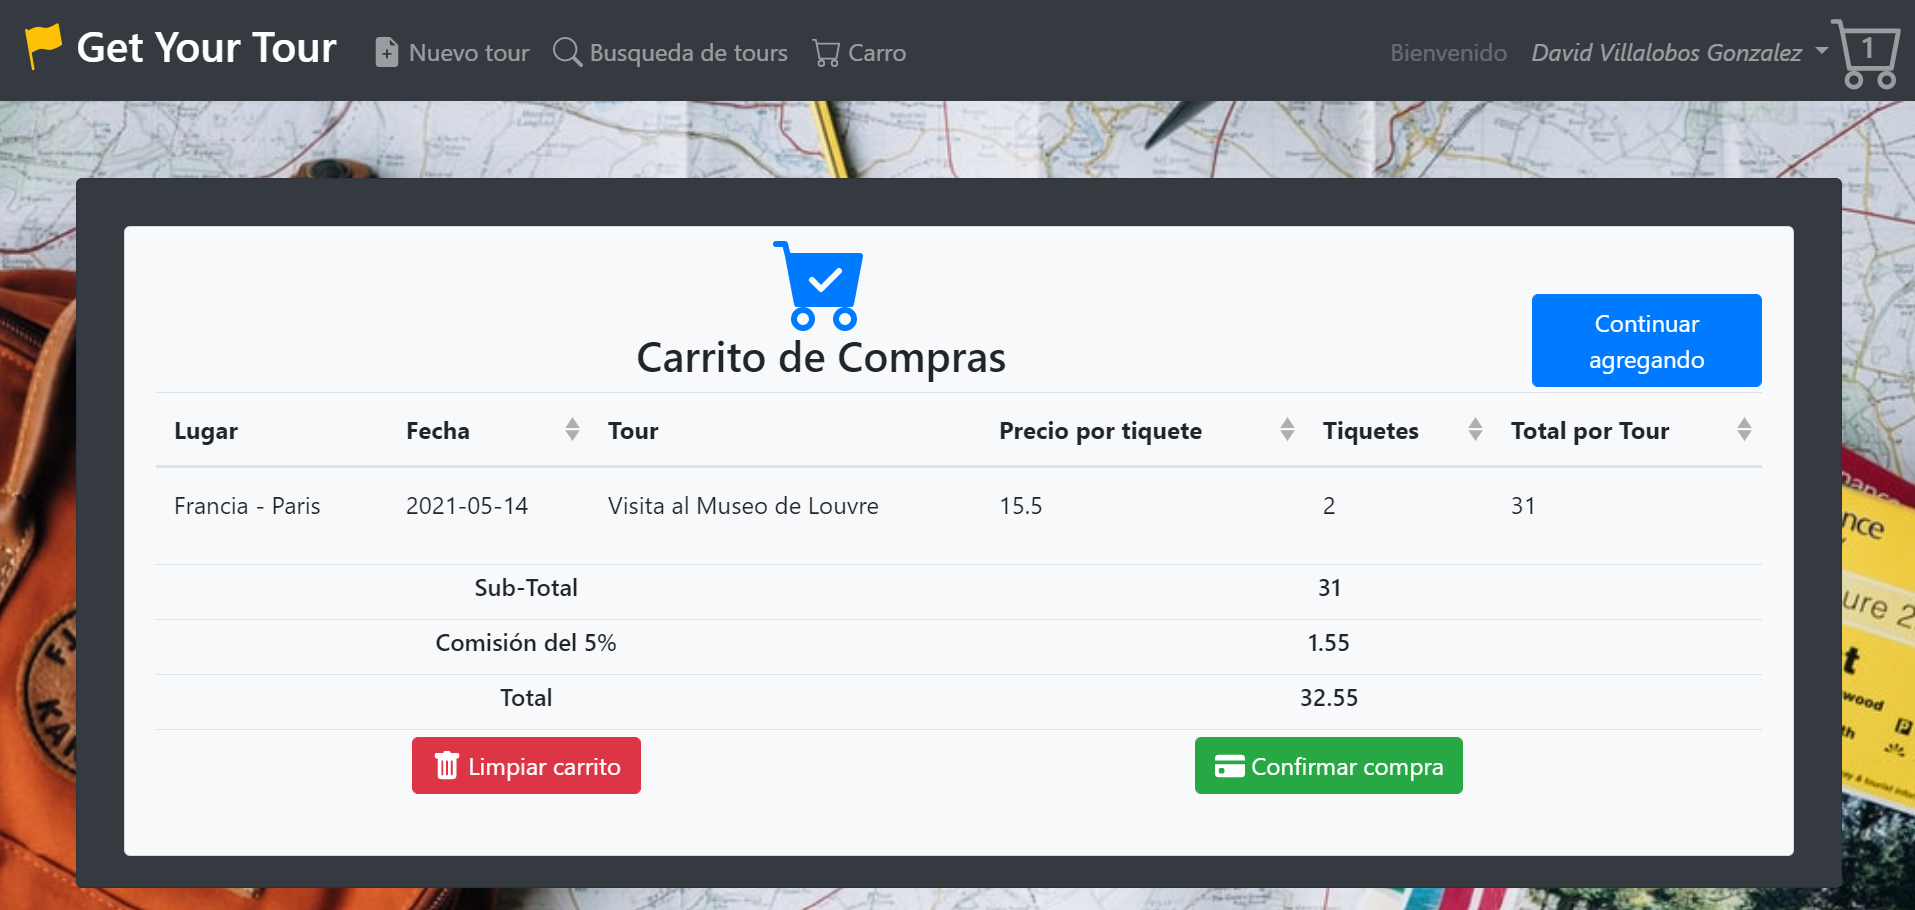 Get Your Tour Nuevo tour Busqueda de tours Carro Bienvenido David Villalobos Gonzalez 1
Carrito de Compras
Continuar
agregando
Lugar Fecha Tour Precio por tiquete Tiquetes Total por Tour
Francia - Paris 2021-05-14 Visita al Museo de Louvre 15.5 2 31
Sub-Total 31
Comisión del 5% 1.55
Total 32.55
Limpiar carrito Confirmar compra